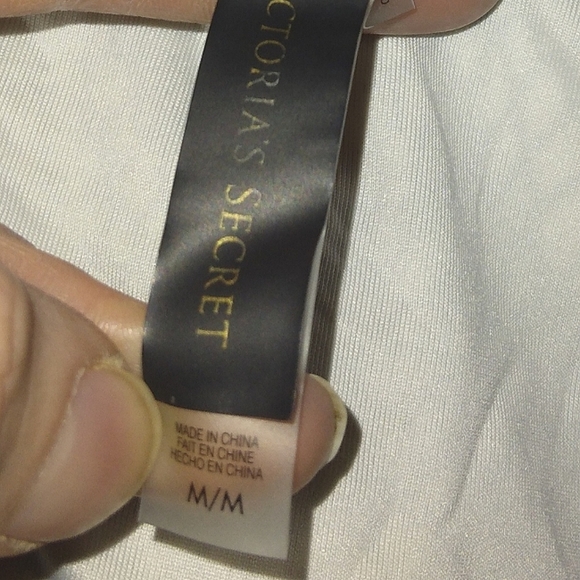 CTORIA'S SECRET
MADE IN CHINA
FAIT EN CHINE
HECHO EN CHINA
M/M